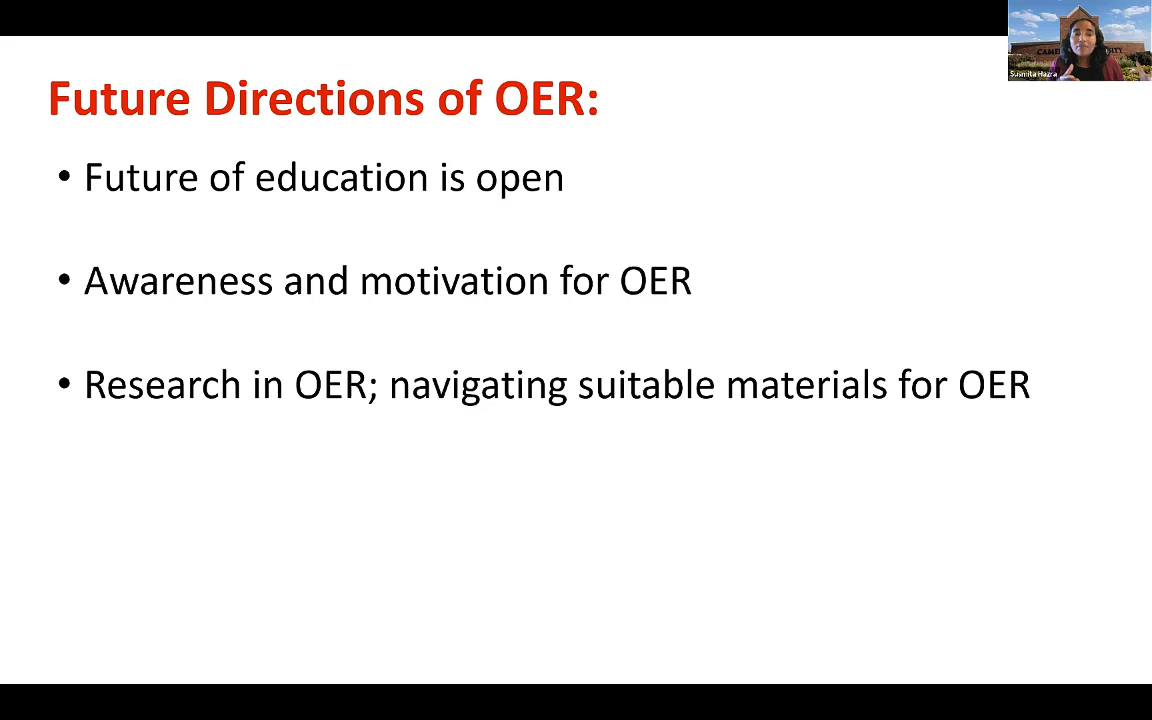 Susmita Hazra
Future Directions of OER:
• Future of education is open
• Awareness and motivation for OER
• Research in OER; navigating suitable materials for OER